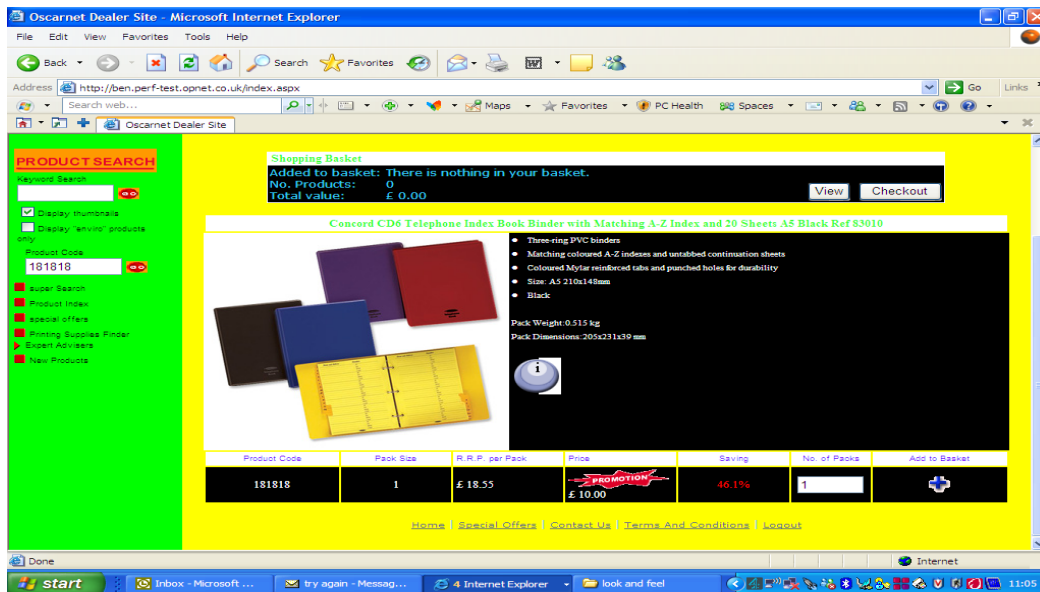 Oscarnet Dealer Site - Microsoft Internet Explorer
File Edit View Favorites Tools Help
Back Search Favorites
Address http://ben.perf-test.opnet.co.uk/index.aspx Go Links
Search web... Maps Favorites PC Health Spaces
Oscarnet Dealer Site
PRODUCT SEARCH
Keyword Search
Display thumbnails
Display "enviro" products
only
Product Code
181818
super Search
Product Index
special offers
Printing Supplies Finder
Expert Advisers
New Products
Shopping Basket
Added to basket: There is nothing in your basket.
No. Products: 0
Total value: £ 0.00
View Checkout
Concord CD6 Telephone Index Book Binder with Matching A-Z Index and 20 Sheets A5 Black Ref 83010
Three-ring PVC binders
Matching coloured A-Z indexes and untabbed continuation sheets
Coloured Mylar reinforced tabs and punched holes for durability
Size: A5 210x148mm
Black
Pack Weight:0.515 kg
Pack Dimensions:205x231x39 mm
i
Product Code Pack Size R.R.P. per Pack Price Saving No. of Packs Add to Basket
181818 1 £ 18.55 PROMOTION £ 10.00 46.1% 1
Home | Special Offers | Contact Us | Terms And Conditions | Logout
Done Internet
start Inbox - Microsoft ... try again - Messag... 4 Internet Explorer look and feel 11:05